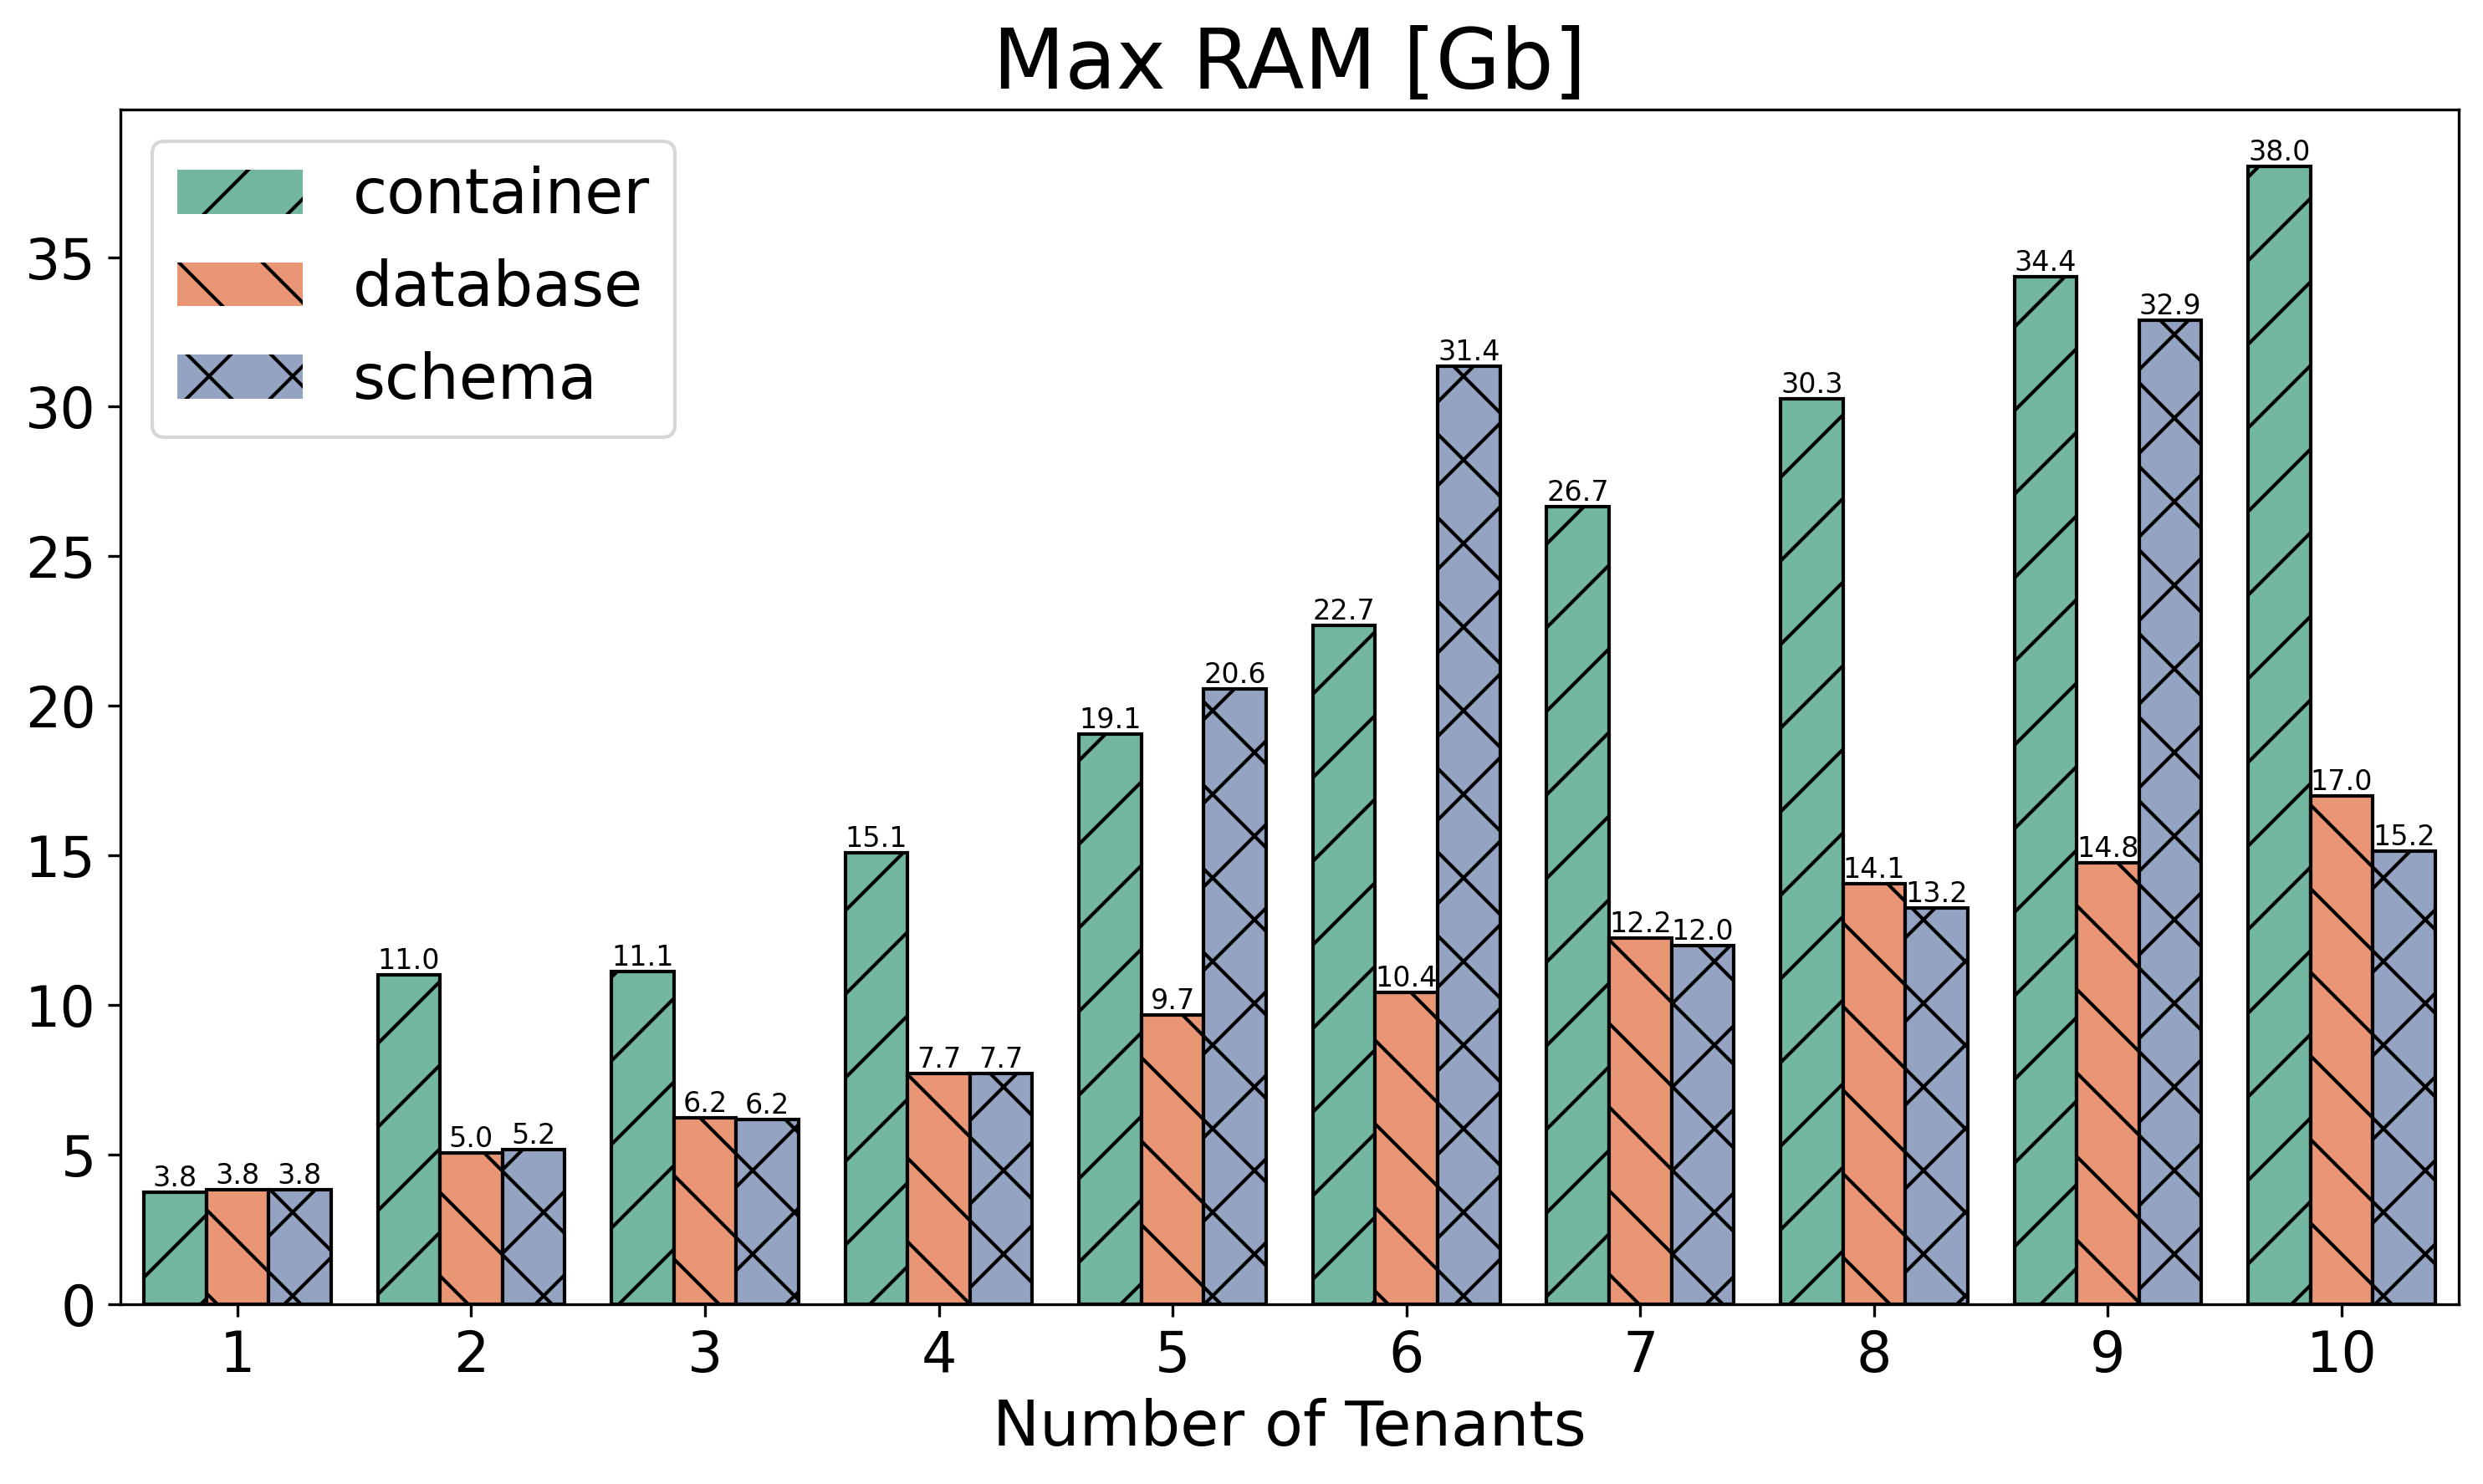 Max RAM [Gb]
container
database
schema
35
30
25
20
15
10
5
0
3.8 3.8 3.8
11.0 5.0 5.2
11.1 6.2 6.2
15.1 7.7 7.7
19.1 9.7 20.6
22.7 10.4 31.4
26.7 12.2 12.0
30.3 14.1 13.2
34.4 14.8 32.9
38.0 17.0 15.2
1 2 3 4 5 6 7 8 9 10
Number of Tenants